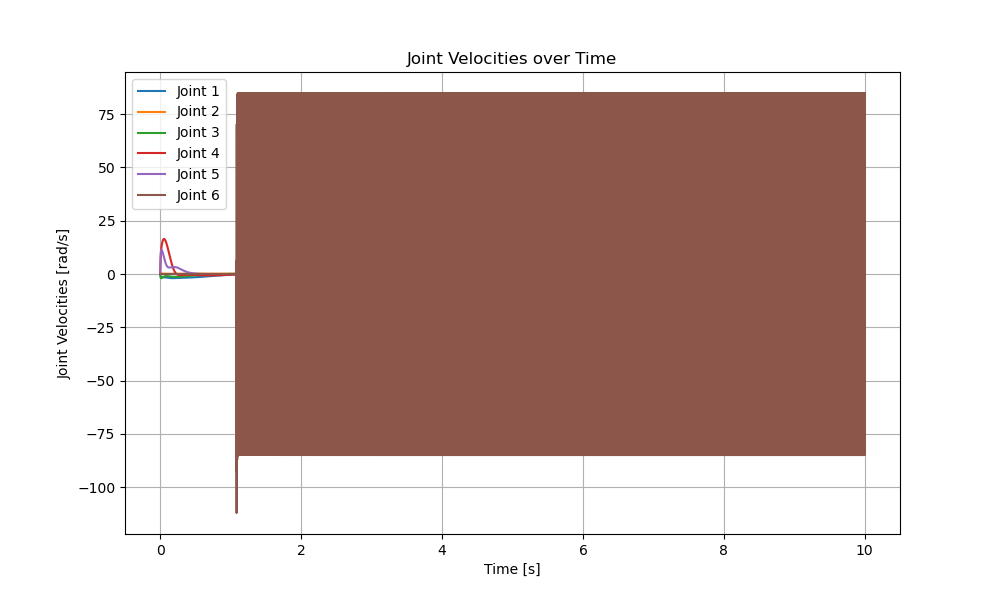 Joint Velocities over Time
Joint 1
Joint 2
Joint 3
Joint 4
Joint 5
Joint 6
75
50
25
0
−25
−50
−75
−100
Joint Velocities [rad/s]
0 2 4 6 8 10
Time [s]